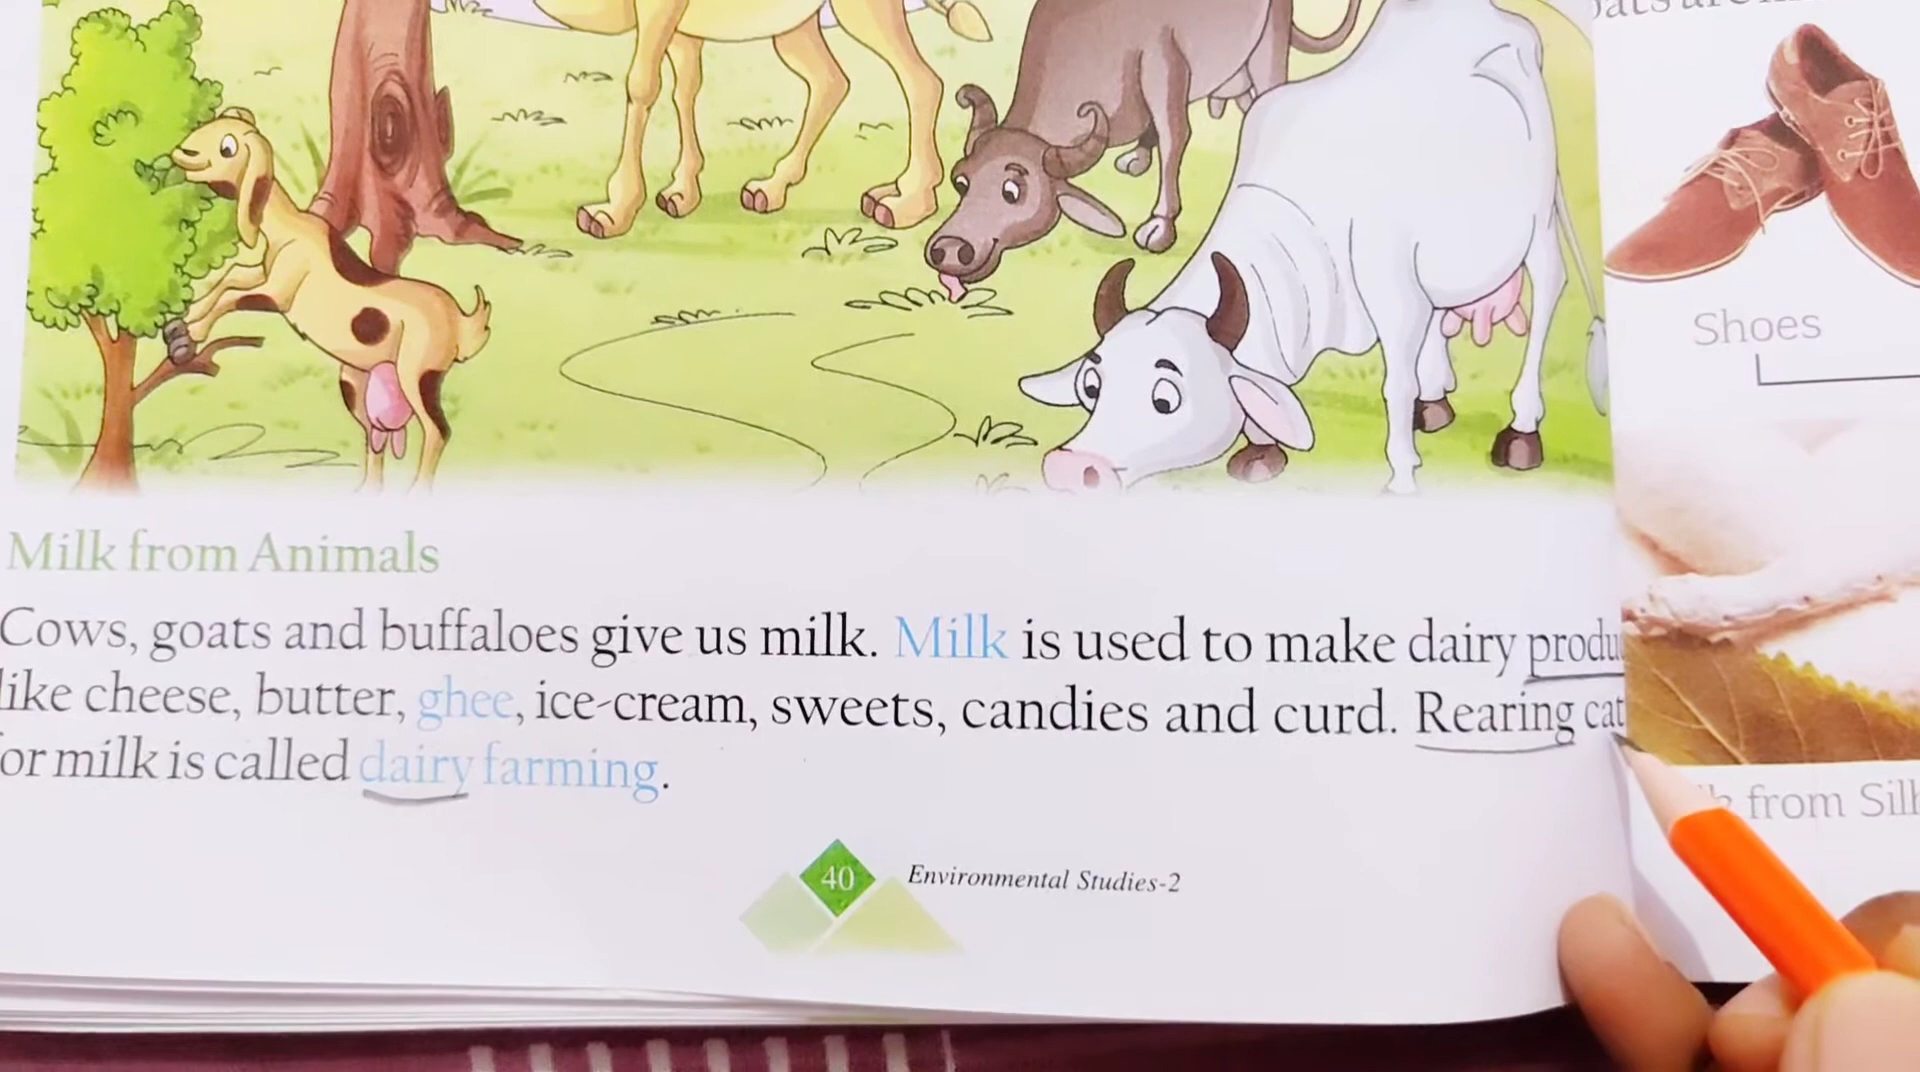 Milk from Animals
Cows, goats and buffaloes give us milk. Milk is used to make dairy
like cheese, butter, ghee, ice-cream, sweets, candies and curd. Rearing
for milk is called dairy farming.
40
Environmental Studies-2
Shoes
from